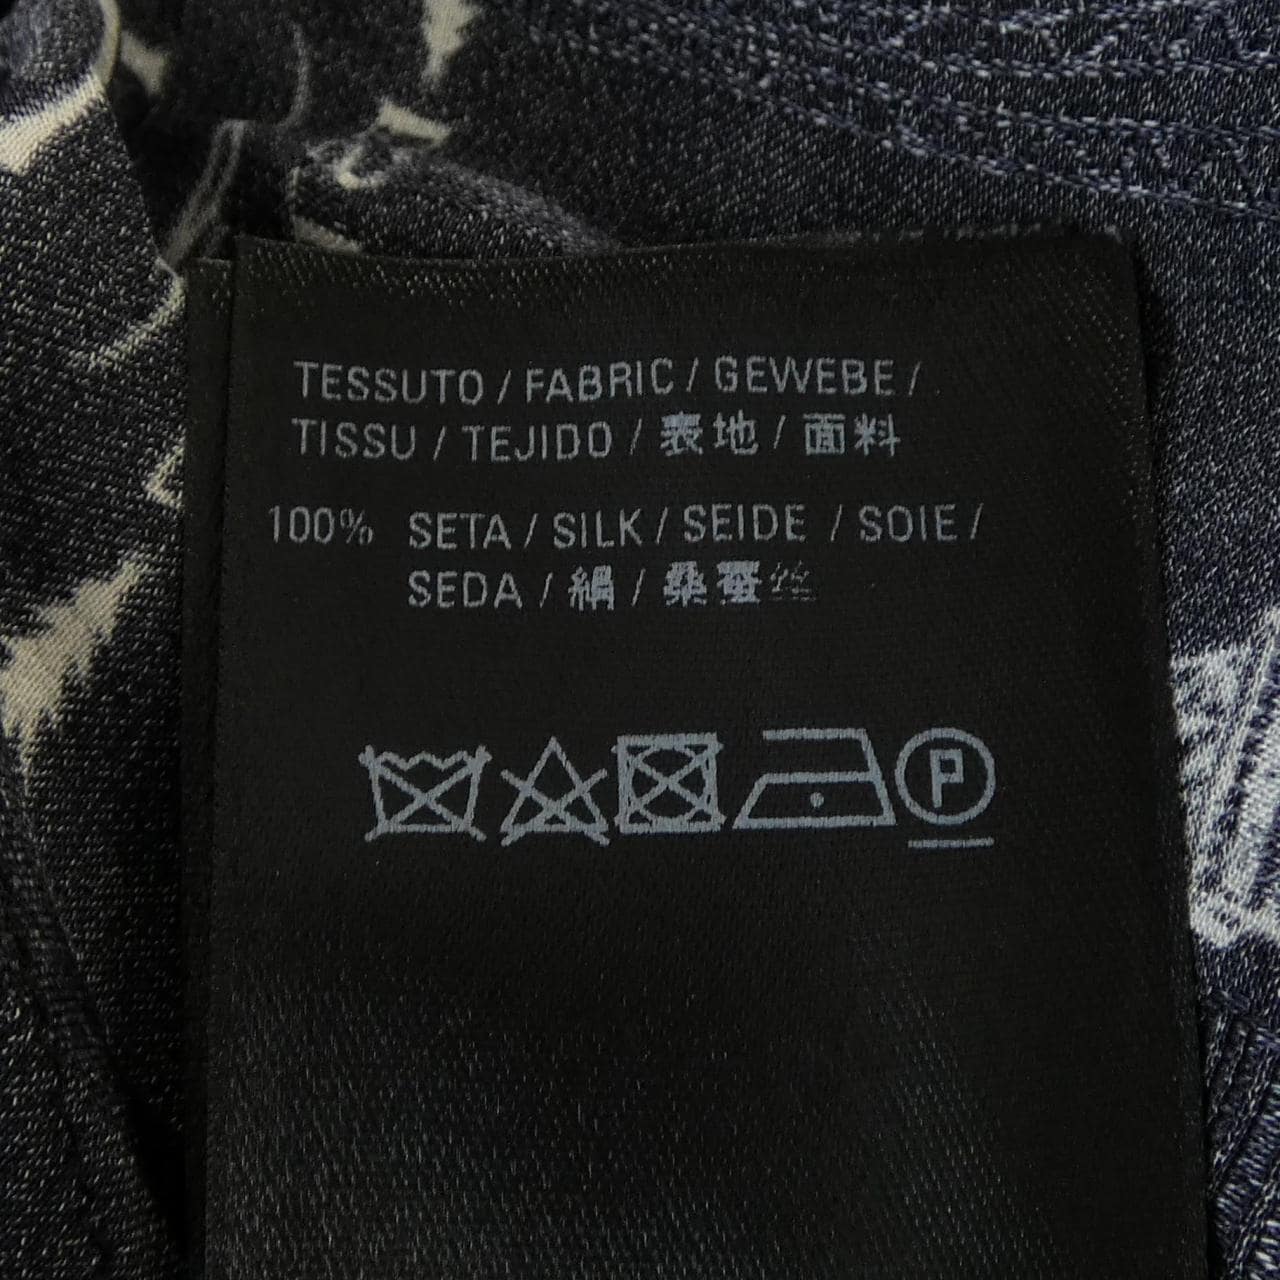 TESSUTO / FABRIC / GEWEBE /
TISSU / TEJIDO / 表地 / 面料
100% SETA / SILK / SEIDE / SOIE /
SEDA / 絹 / 桑蚕丝
P